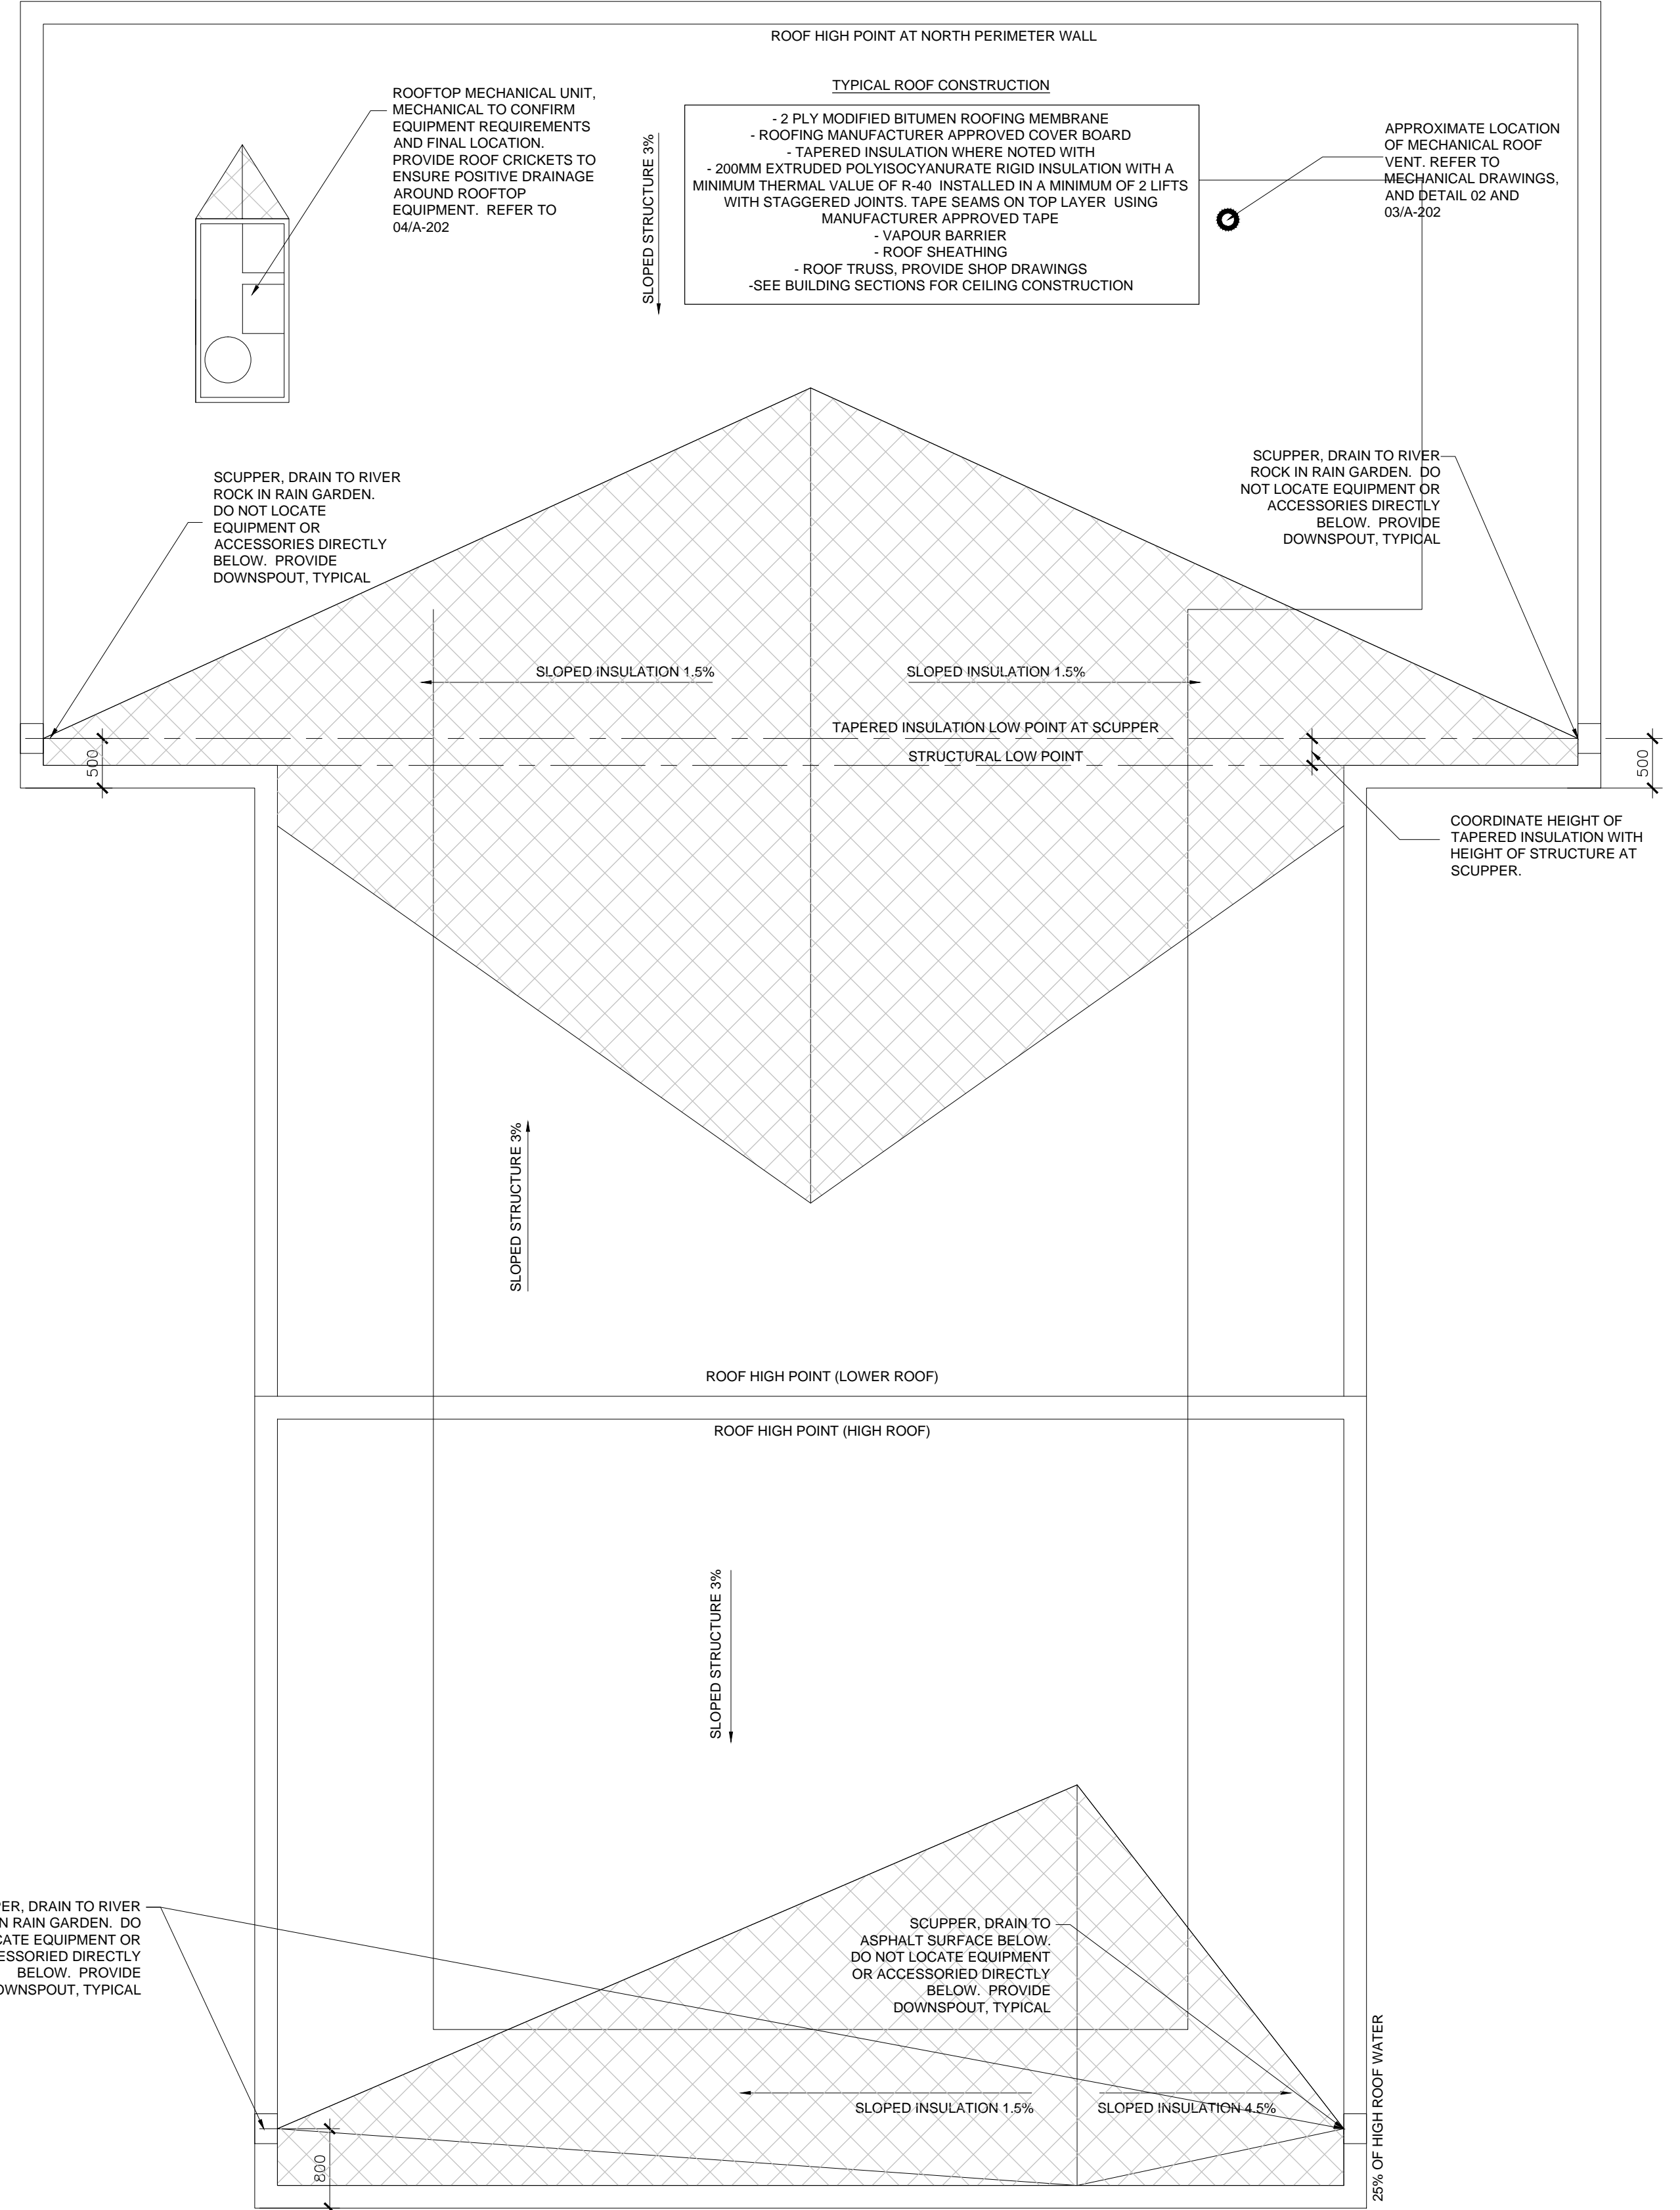 ROOF HIGH POINT AT NORTH PERIMETER WALL
TYPICAL ROOF CONSTRUCTION
- 2 PLY MODIFIED BITUMEN ROOFING MEMBRANE
- ROOFING MANUFACTURER APPROVED COVER BOARD
- TAPERED INSULATION WHERE NOTED WITH
- 200MM EXTRUDED POLYISOCYANURATE RIGID INSULATION WITH A
MINIMUM THERMAL VALUE OF R-40 INSTALLED IN A MINIMUM OF 2 LIFTS
WITH STAGGERED JOINTS. TAPE SEAMS ON TOP LAYER USING
MANUFACTURER APPROVED TAPE
- VAPOUR BARRIER
- ROOF SHEATHING
- ROOF TRUSS, PROVIDE SHOP DRAWINGS
-SEE BUILDING SECTIONS FOR CEILING CONSTRUCTION
ROOFTOP MECHANICAL UNIT,
MECHANICAL TO CONFIRM
EQUIPMENT REQUIREMENTS
AND FINAL LOCATION.
PROVIDE ROOF CRICKETS TO
ENSURE POSITIVE DRAINAGE
AROUND ROOFTOP
EQUIPMENT. REFER TO
04/A-202
SLOPED STRUCTURE 3%
APPROXIMATE LOCATION
OF MECHANICAL ROOF
VENT. REFER TO
MECHANICAL DRAWINGS,
AND DETAIL 02 AND
03/A-202
SCUPPER, DRAIN TO RIVER
ROCK IN RAIN GARDEN.
DO NOT LOCATE
EQUIPMENT OR
ACCESSORIES DIRECTLY
BELOW. PROVIDE
DOWNSPOUT, TYPICAL
SCUPPER, DRAIN TO RIVER
ROCK IN RAIN GARDEN. DO
NOT LOCATE EQUIPMENT OR
ACCESSORIES DIRECTLY
BELOW. PROVIDE
DOWNSPOUT, TYPICAL
SLOPED INSULATION 1.5%
SLOPED INSULATION 1.5%
TAPERED INSULATION LOW POINT AT SCUPPER
STRUCTURAL LOW POINT
500
500
COORDINATE HEIGHT OF
TAPERED INSULATION WITH
HEIGHT OF STRUCTURE AT
SCUPPER.
SLOPED STRUCTURE 3%
ROOF HIGH POINT (LOWER ROOF)
ROOF HIGH POINT (HIGH ROOF)
SLOPED STRUCTURE 3%
DRAIN TO RIVER
RAIN GARDEN. DO
EQUIPMENT OR
DIRECTLY
BELOW. PROVIDE
TYPICAL
SCUPPER, DRAIN TO
ASPHALT SURFACE BELOW.
DO NOT LOCATE EQUIPMENT
OR ACCESSORIED DIRECTLY
BELOW. PROVIDE
DOWNSPOUT, TYPICAL
SLOPED INSULATION 1.5%
SLOPED INSULATION 4.5%
800
25% OF HIGH ROOF WATER